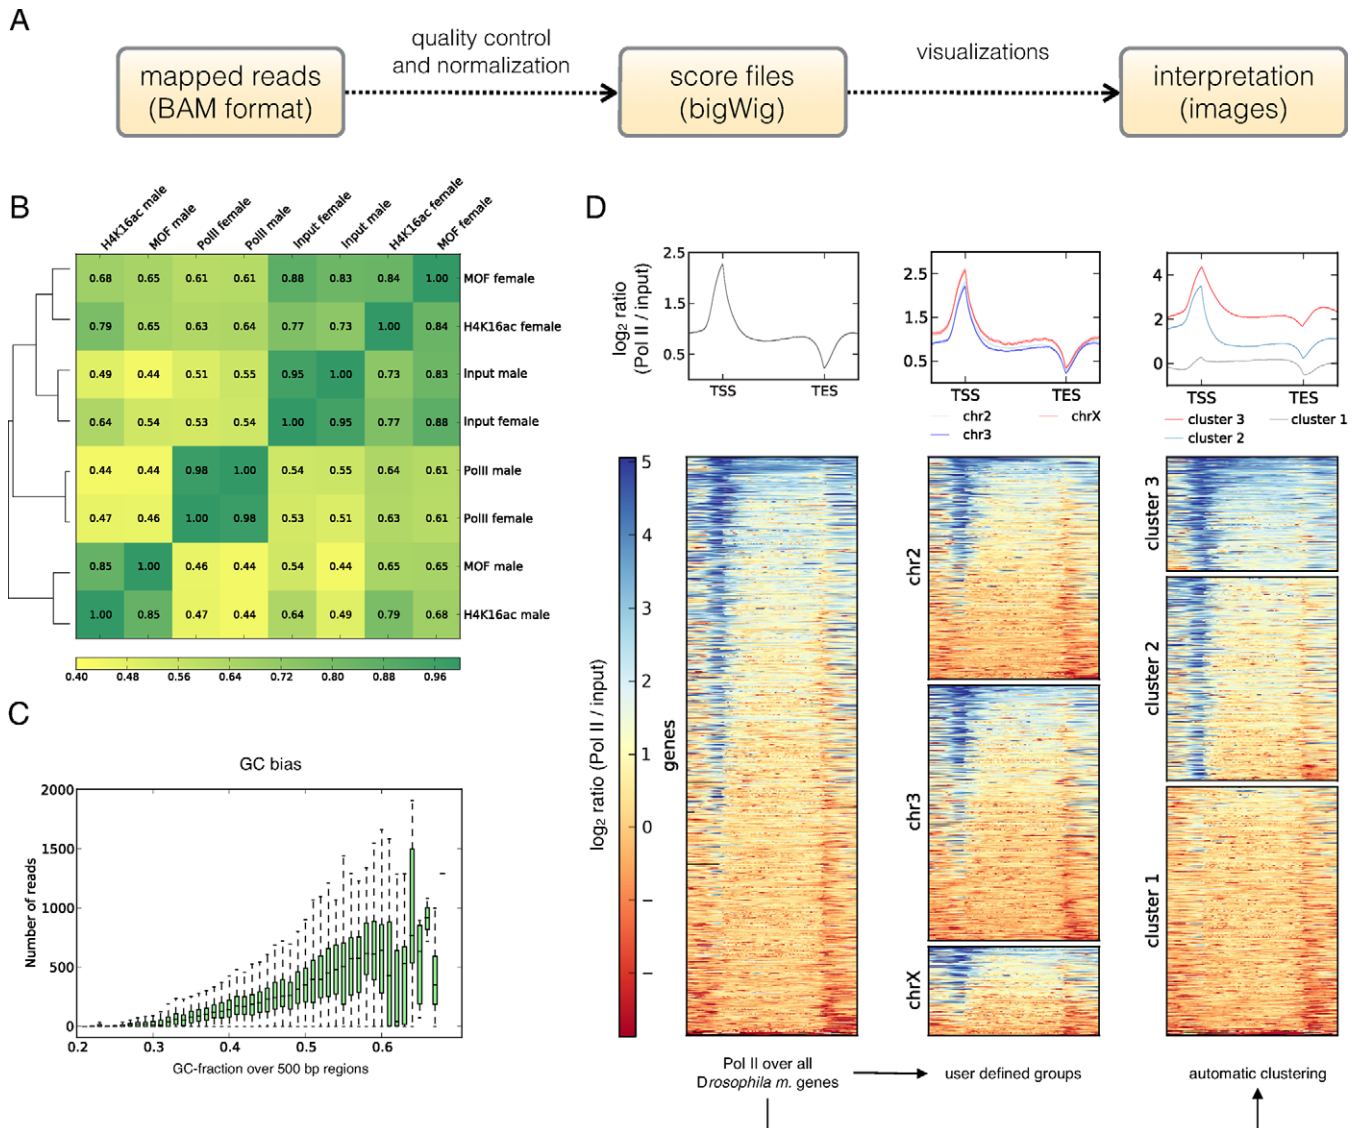 A
mapped reads
(BAM format)
quality control
and normalization
score files
(bigWig)
visualizations
interpretation
(images)
B
H4K16ac male
MOF male
PolII female
PolII male
Input female
Input male
H4K16ac female
MOF female
0.68 0.65 0.61 0.61 0.88 0.83 0.84 1.00 MOF female
0.79 0.65 0.63 0.64 0.77 0.73 1.00 0.84 H4K16ac female
0.49 0.44 0.51 0.55 0.95 1.00 0.73 0.83 Input male
0.64 0.54 0.53 0.54 1.00 0.95 0.77 0.88 Input female
0.44 0.44 0.98 1.00 0.54 0.55 0.64 0.61 PolII male
0.47 0.46 1.00 0.98 0.53 0.51 0.63 0.61 PolII female
0.85 1.00 0.46 0.44 0.54 0.44 0.65 0.65 MOF male
1.00 0.85 0.47 0.44 0.64 0.49 0.79 0.68 H4K16ac male
0.40 0.48 0.56 0.64 0.72 0.80 0.88 0.96
C
GC bias
Number of reads
2000
1500
1000
500
0
0.2 0.3 0.4 0.5 0.6
GC-fraction over 500 bp regions
D
log2 ratio
(Pol II / input)
2.5
1.5
0.5
TSS TES
2.5
1.5
0.5
TSS TES
chr2 chrX
chr3
4
2
0
TSS TES
cluster 3 cluster 1
cluster 2
log2 ratio (Pol II / input)
5
4
3
2
1
0
−
−
genes
chr2
chr3
chrX
cluster 3
cluster 2
cluster 1
Pol II over all
Drosophila m. genes
user defined groups
automatic clustering